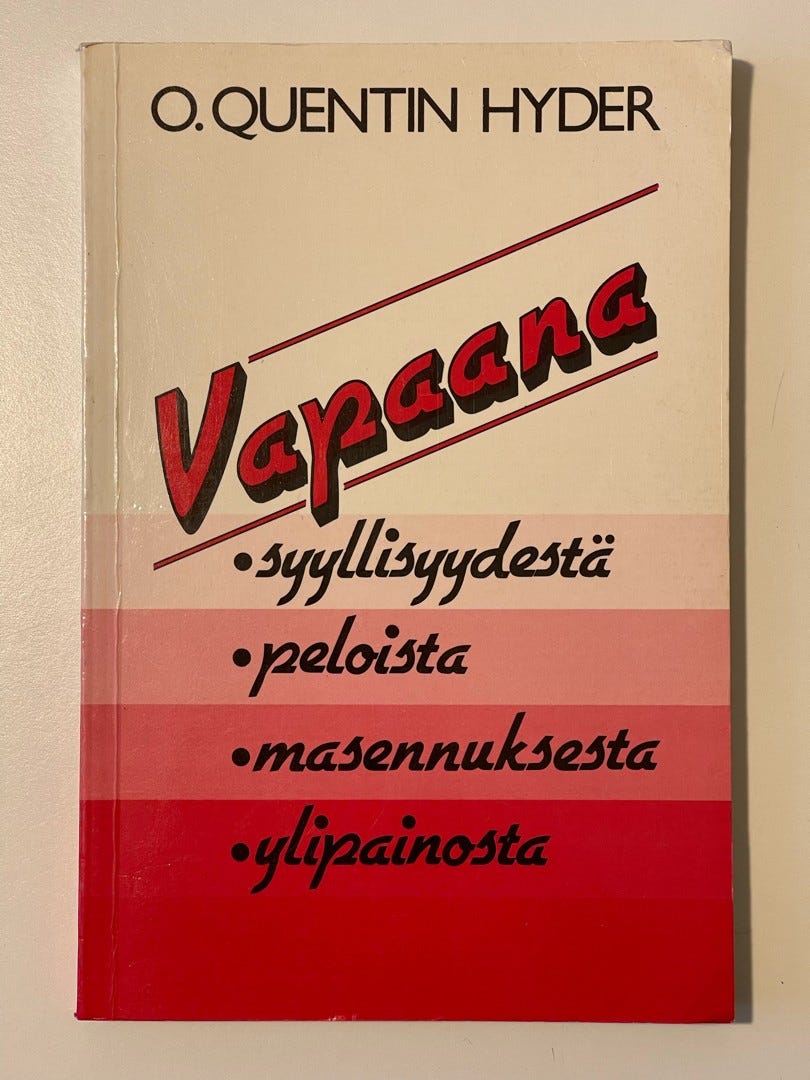 O. QUENTIN HYDER
Vapaana
• syyllisyydestä
• peloista
• masennuksesta
• ylipainosta